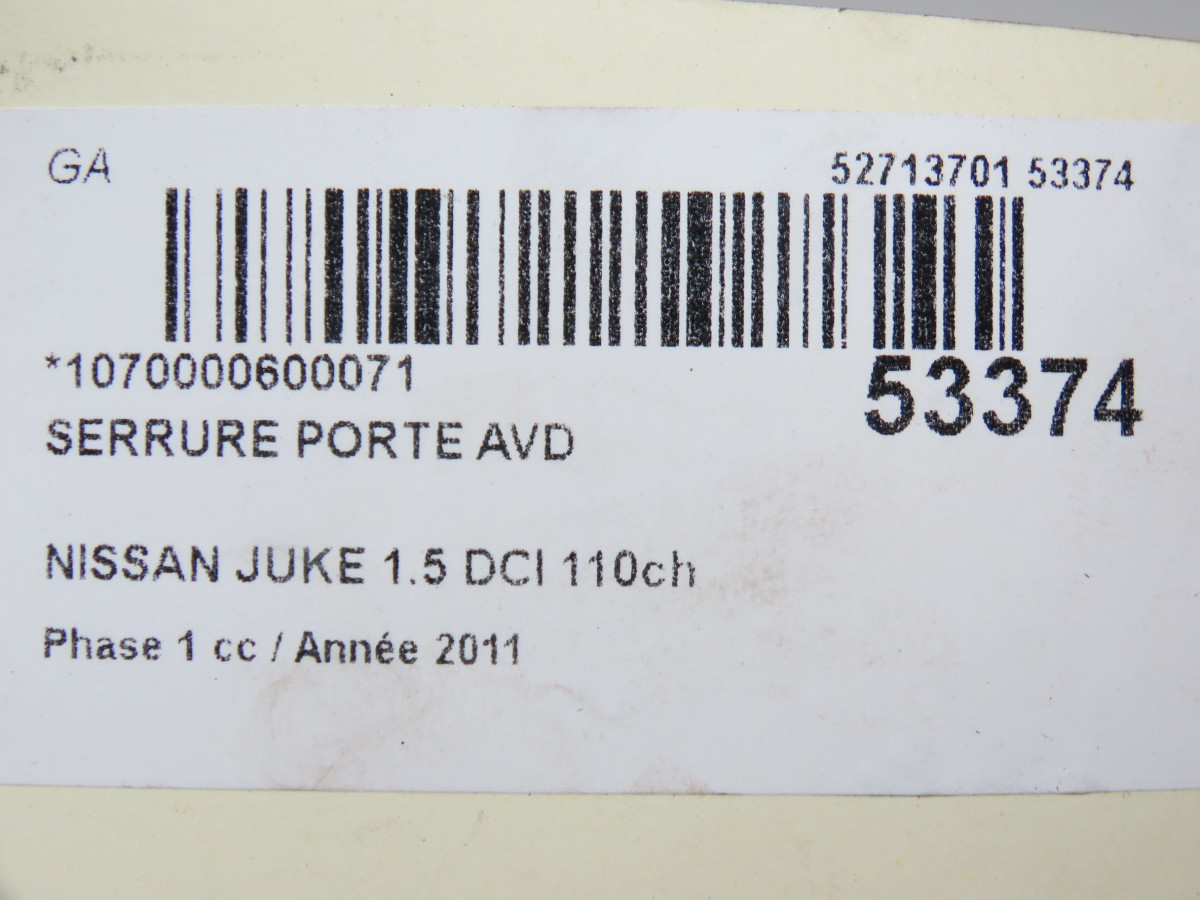 GA
52713701 53374
*1070000600071
53374
SERRURE PORTE AVD
NISSAN JUKE 1.5 DCI 110ch
Phase 1 cc / Année 2011